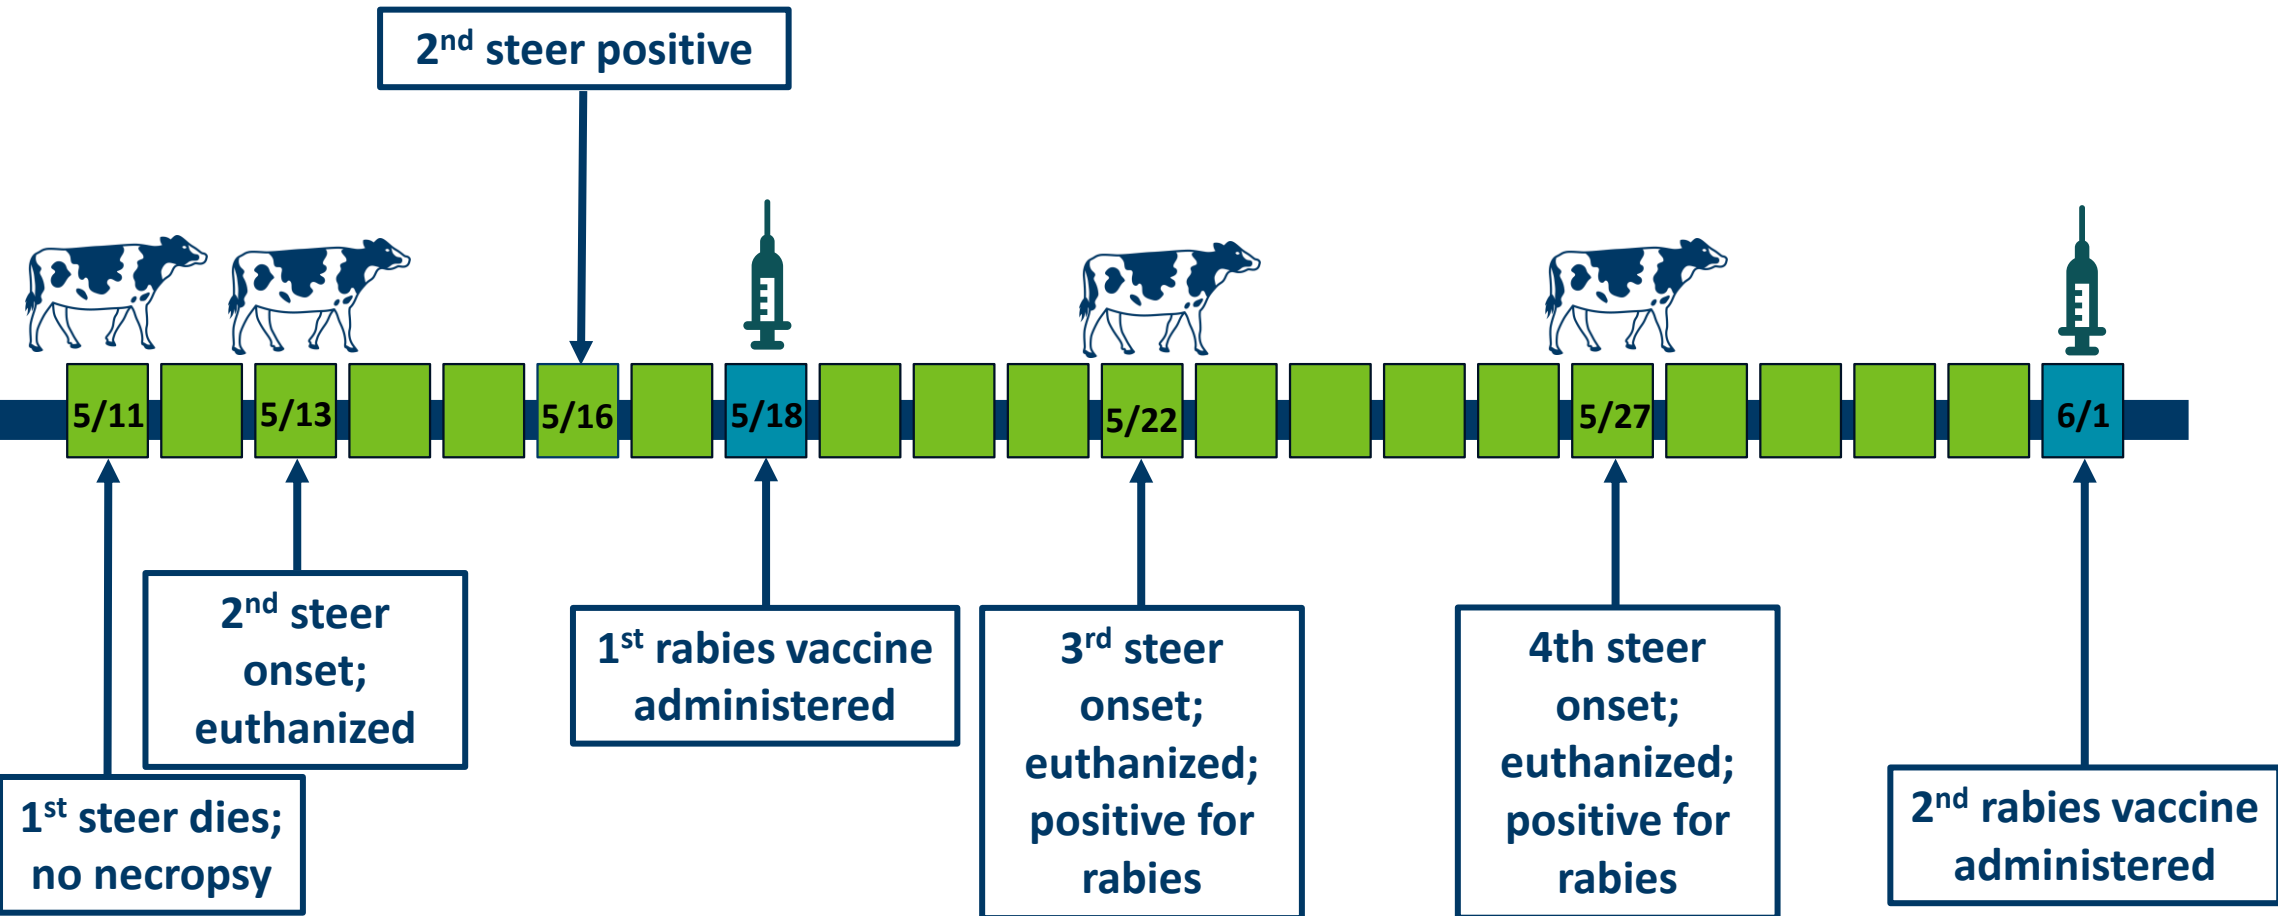 2nd steer positive
5/11
5/13
5/16
5/18
5/22
5/27
6/1
1st steer dies;
no necropsy
2nd steer
onset;
euthanized
1st rabies vaccine
administered
3rd steer
onset;
euthanized;
positive for
rabies
4th steer
onset;
euthanized;
positive for
rabies
2nd rabies vaccine
administered